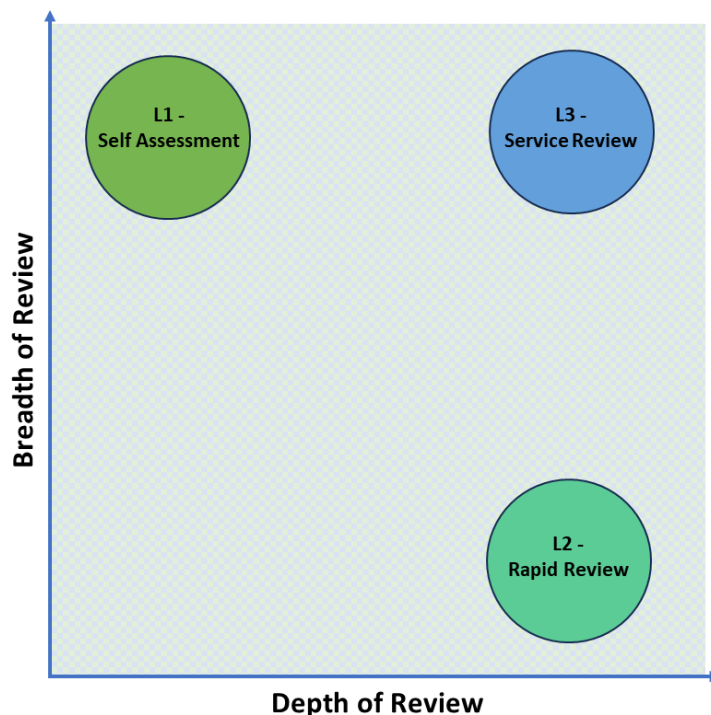 L1 -
Self Assessment
L3 -
Service Review
Breadth of Review
L2 -
Rapid Review
Depth of Review